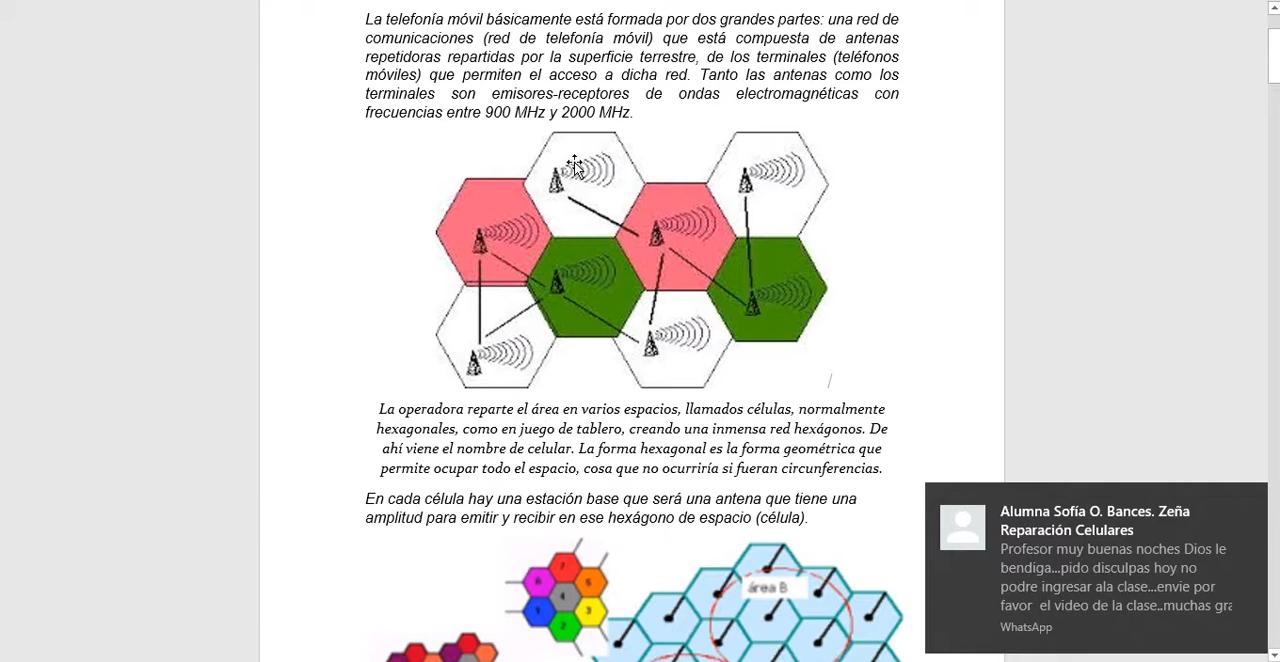 La telefonía móvil básicamente está formada por dos grandes partes: una red de
comunicaciones (red de telefonía móvil) que está compuesta de antenas
repetidoras repartidas por la superficie terrestre, de los terminales (teléfonos
móviles) que permiten el acceso a dicha red. Tanto las antenas como los
terminales son emisores-receptores de ondas electromagnéticas con
frecuencias entre 900 MHz y 2000 MHz.
La operadora reparte el área en varios espacios, llamados células, normalmente
hexagonales, como en juego de tablero, creando una inmensa red hexágonos. De
ahí viene el nombre de celular. La forma hexagonal es la forma geométrica que
permite ocupar todo el espacio, cosa que no ocurriría si fueran circunferencias.
En cada célula hay una estación base que será una antena que tiene una
amplitud para emitir y recibir en ese hexágono de espacio (célula).
7
6 5
4
1 3
2
área B
Alumna Sofía O. Bances. Zeña
Reparación Celulares
Profesor muy buenas noches Dios le
bendiga...pido disculpas hoy no
podre ingresar ala clase...envie por
favor el video de la clase..muchas gra
WhatsApp